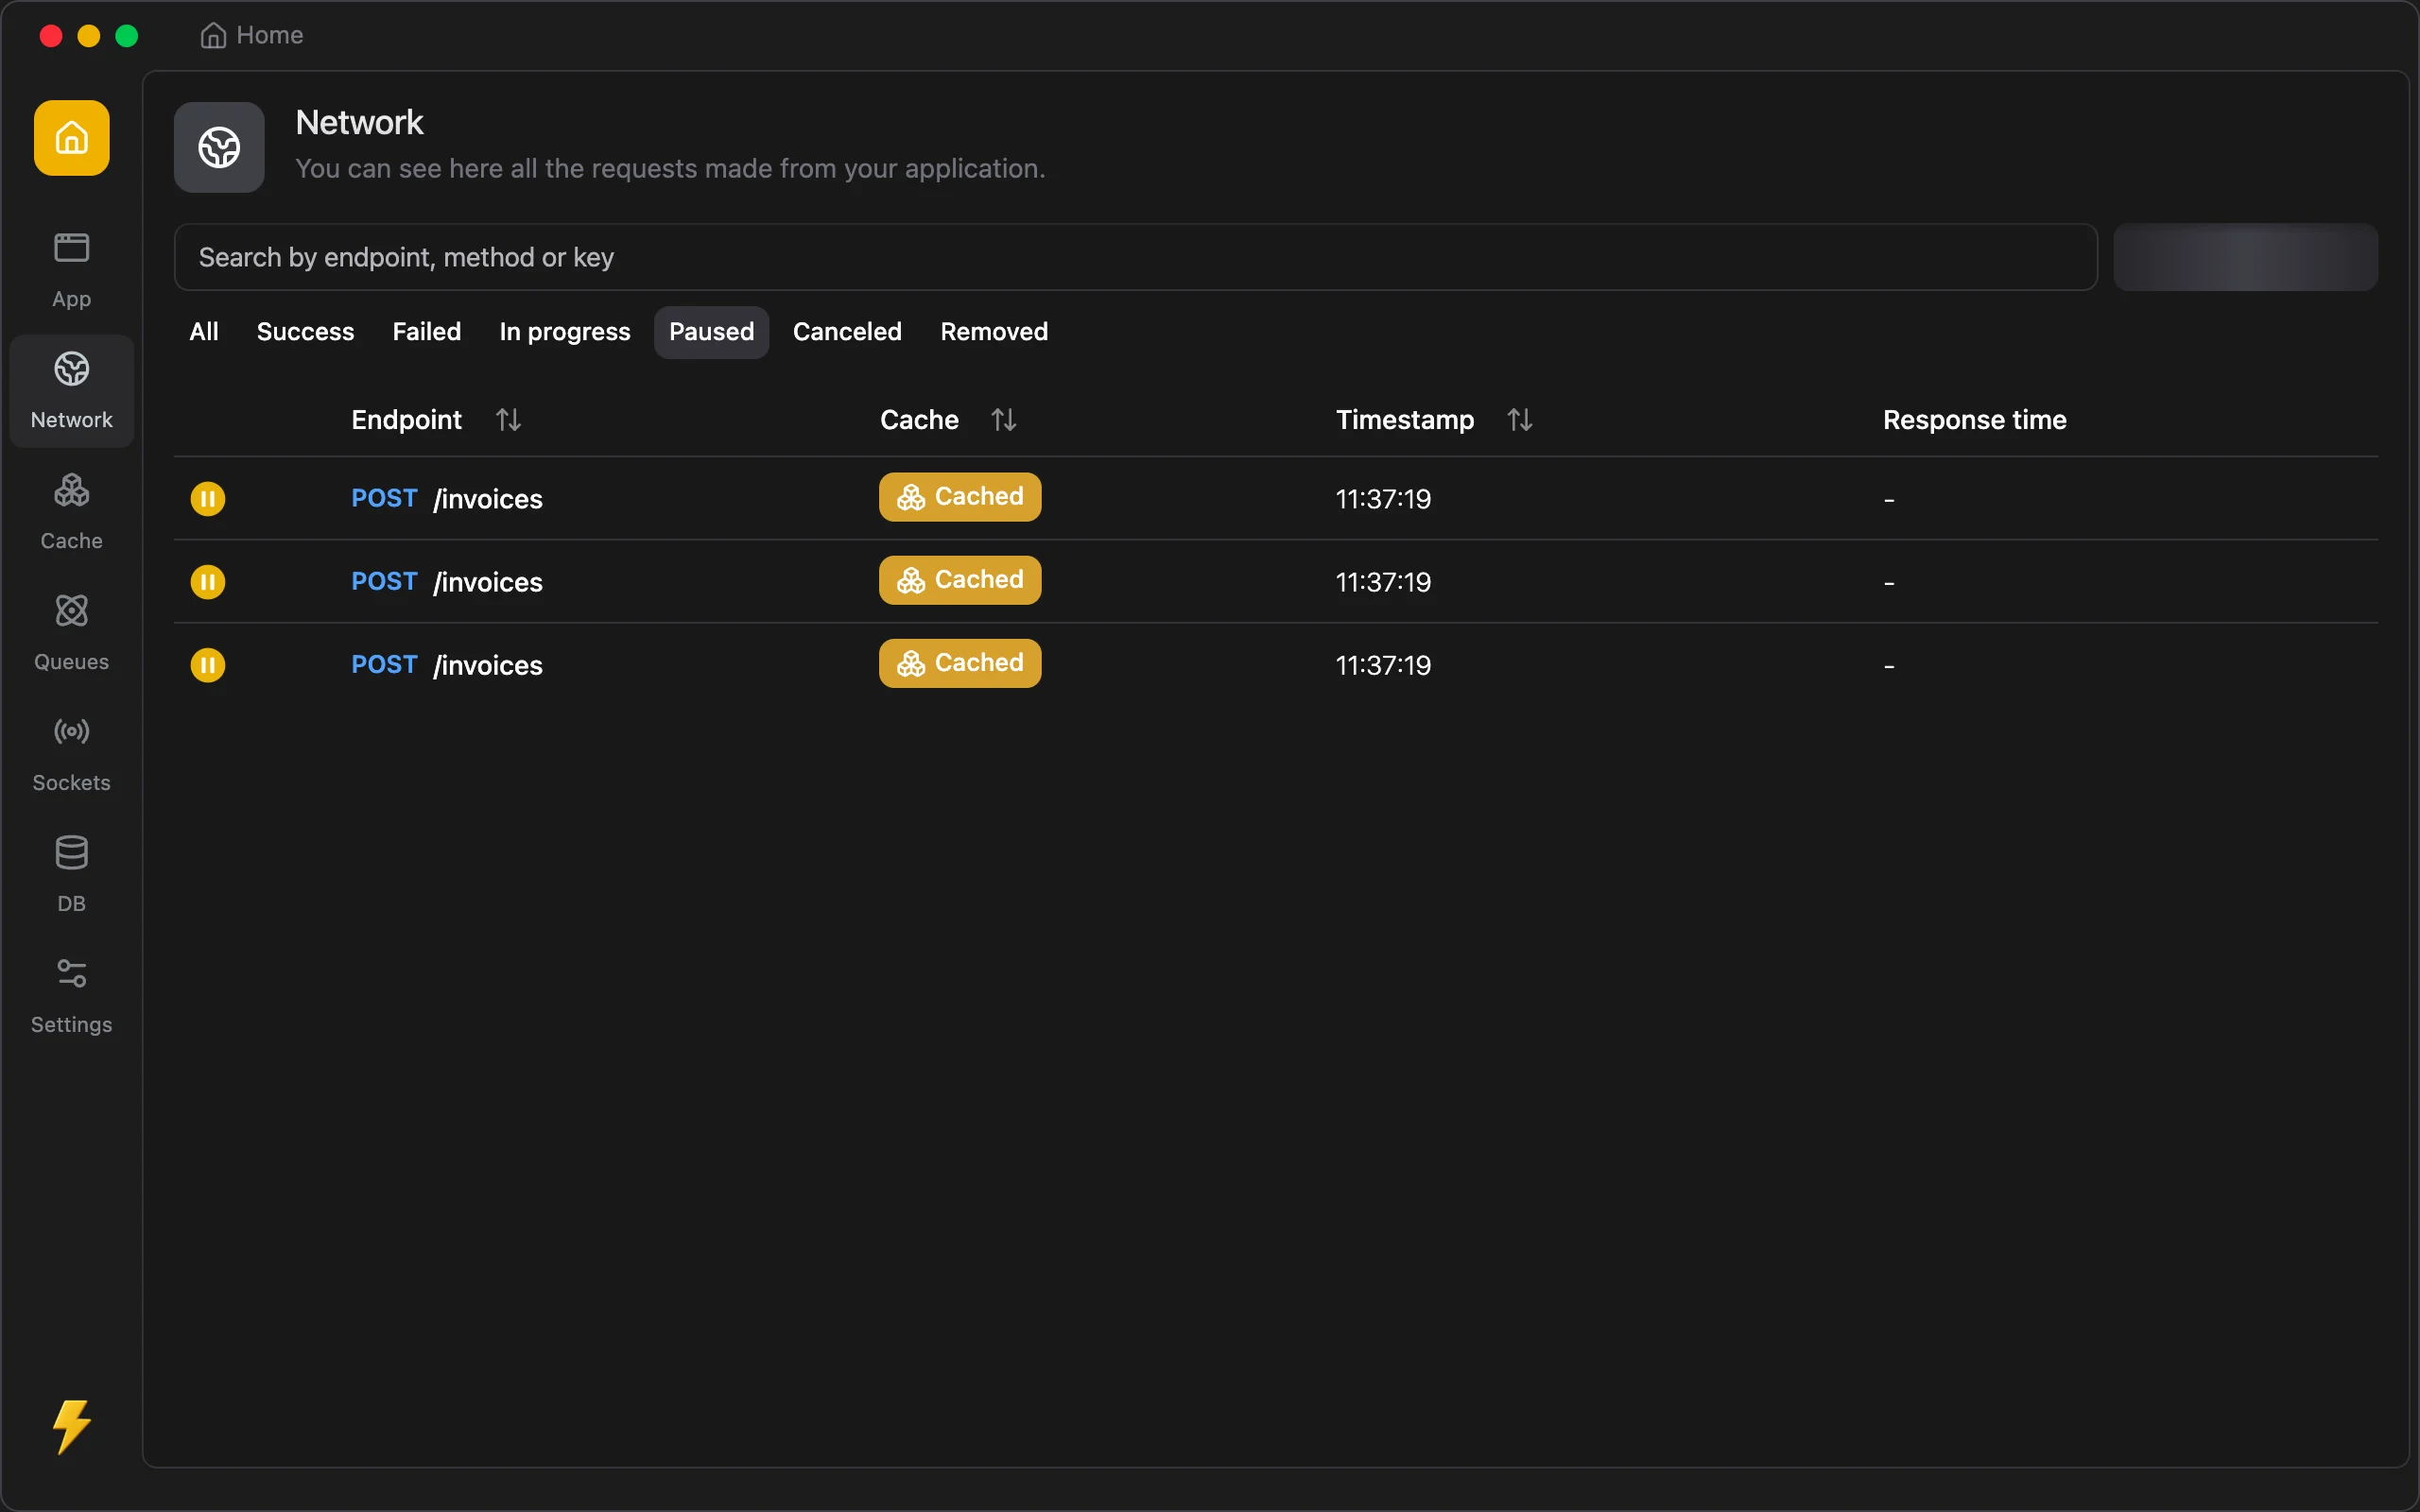 Home
Network
You can see here all the requests made from your application.
Search by endpoint, method or key
All Success Failed In progress Paused Canceled Removed
Endpoint Cache Timestamp Response time
POST /invoices Cached 11:37:19 -
POST /invoices Cached 11:37:19 -
POST /invoices Cached 11:37:19 -
App
Network
Cache
Queues
Sockets
DB
Settings